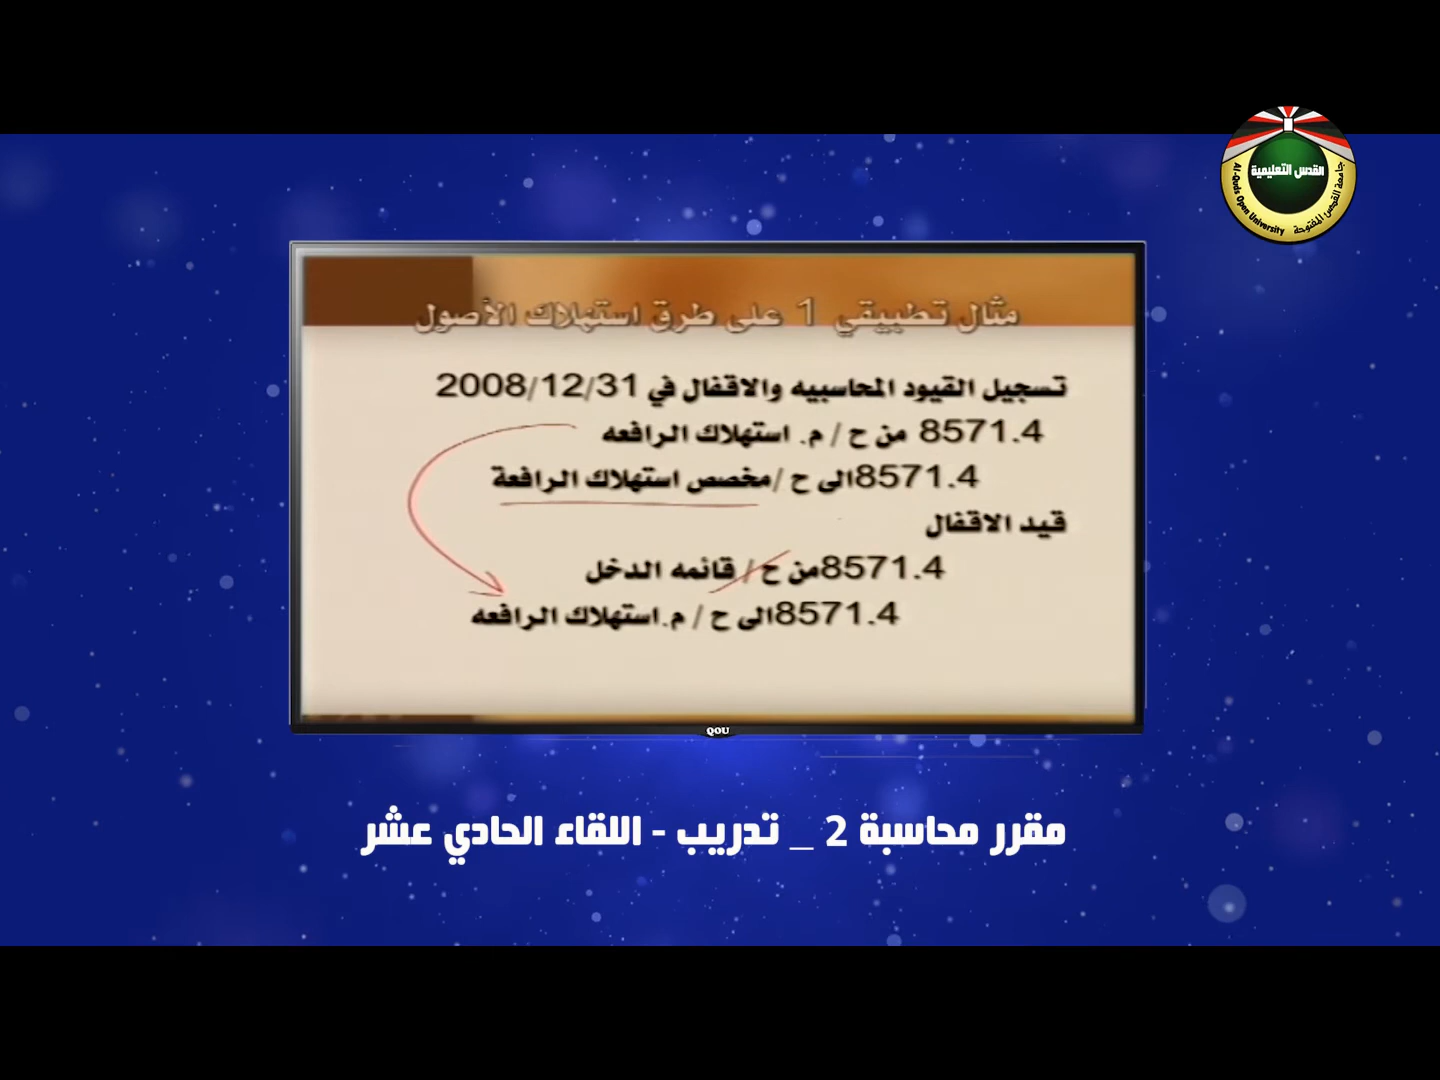 القدس التعليمية
جامعة القدس المفتوحة
Al-Quds Open University
مثال تطبيقي 1 على طرق استهلاك الأصول
تسجيل القيود المحاسبيه والاقفال في 2008/12/31
8571.4 من ح / م. استهلاك الرافعه
8571.4الى ح /مخصص استهلاك الرافعة
قيد الاقفال
8571.4من ح / قائمه الدخل
8571.4الى ح / م.استهلاك الرافعه
QOU
مقرر محاسبة 2 _ تدريب - اللقاء الحادي عشر